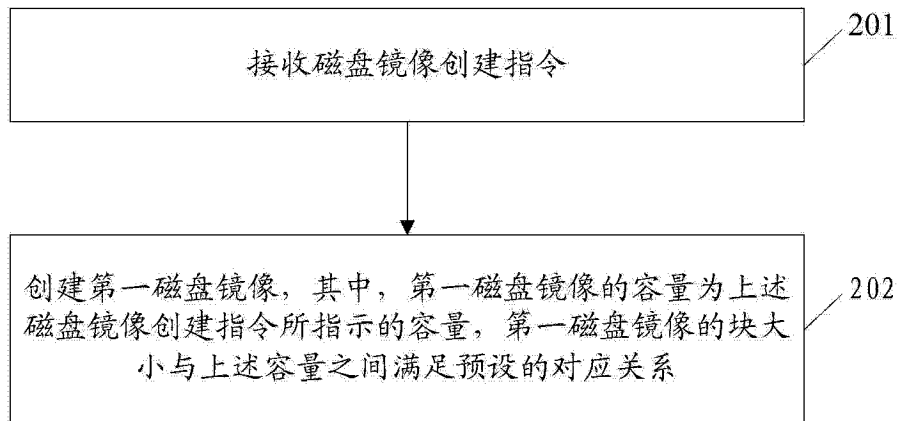 接收磁盘镜像创建指令
201
创建第一磁盘镜像，其中，第一磁盘镜像的容量为上述
磁盘镜像创建指令所指示的容量，第一磁盘镜像的块大
小与上述容量之间满足预设的对应关系
202